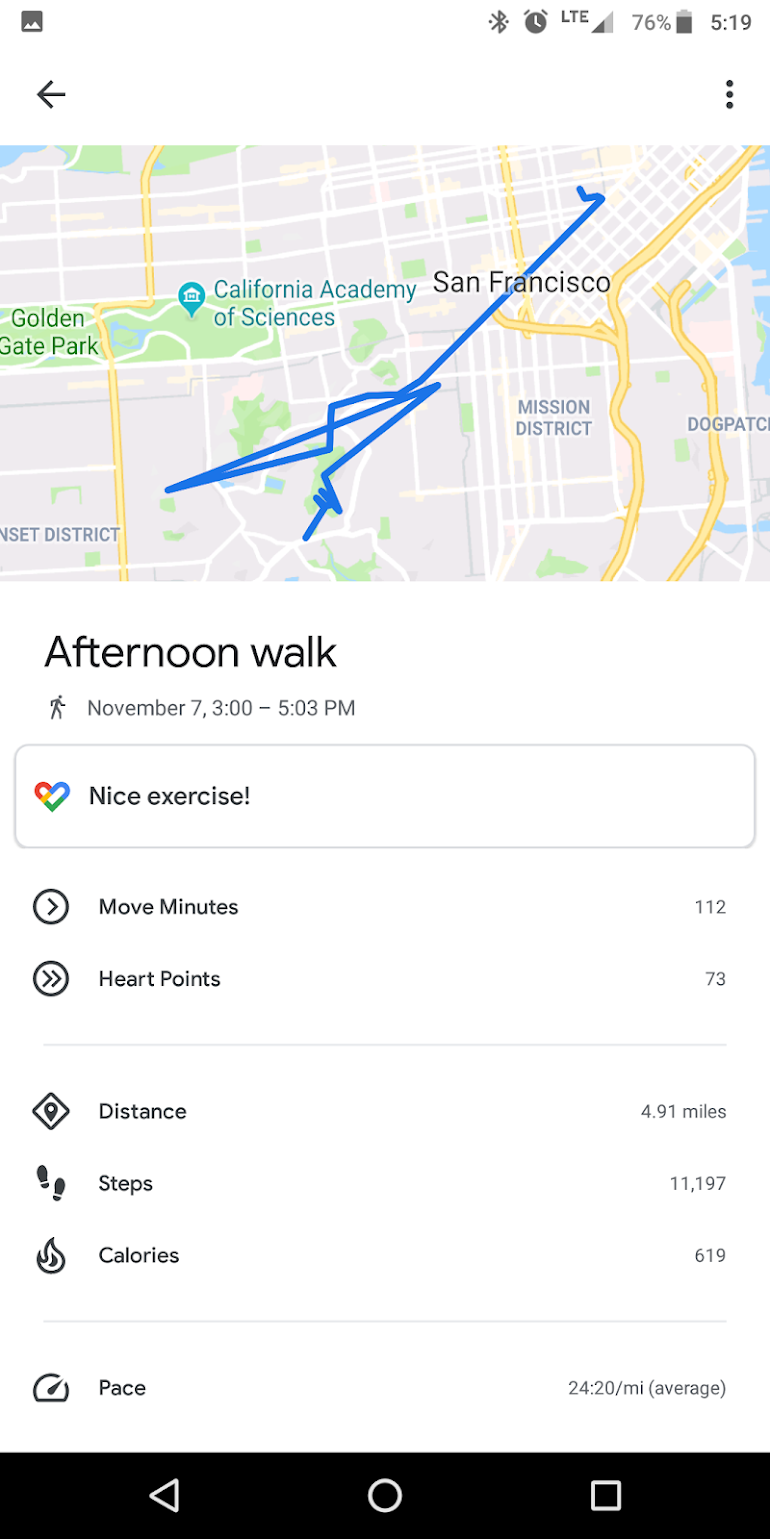 LTE 76% 5:19
California Academy
of Sciences
San Francisco
Golden
Gate Park
MISSION
DISTRICT
DOGPATC
NSET DISTRICT
Afternoon walk
November 7, 3:00 – 5:03 PM
Nice exercise!
Move Minutes 112
Heart Points 73
Distance 4.91 miles
Steps 11,197
Calories 619
Pace 24:20/mi (average)